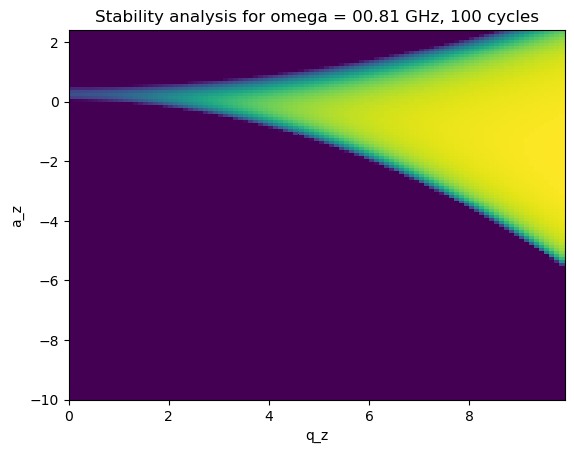 Stability analysis for omega = 00.81 GHz, 100 cycles
2
0
−2
−4
−6
−8
−10
a_z
0 2 4 6 8
q_z